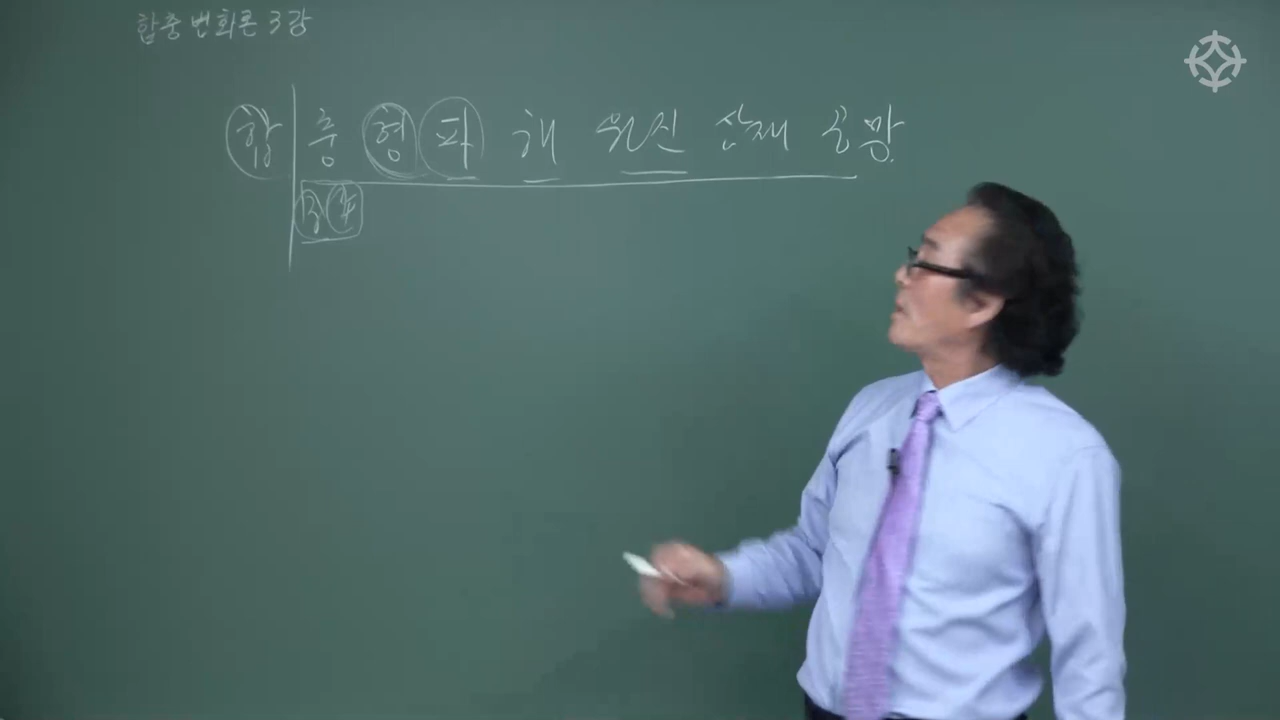 합충변화론 3강
합 충 형 파 해 원진 삼재 공망